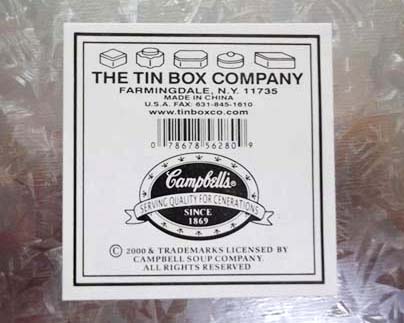 THE TIN BOX COMPANY
FARMINGDALE, N.Y. 11735
MADE IN CHINA
U.S.A. FAX: 631-845-1610
www.tinboxco.com
0 78678 56280 9
Campbell's®
SERVING QUALITY FOR GENERATIONS
SINCE
1869
© 2000 & TRADEMARKS LICENSED BY
CAMPBELL SOUP COMPANY.
ALL RIGHTS RESERVED